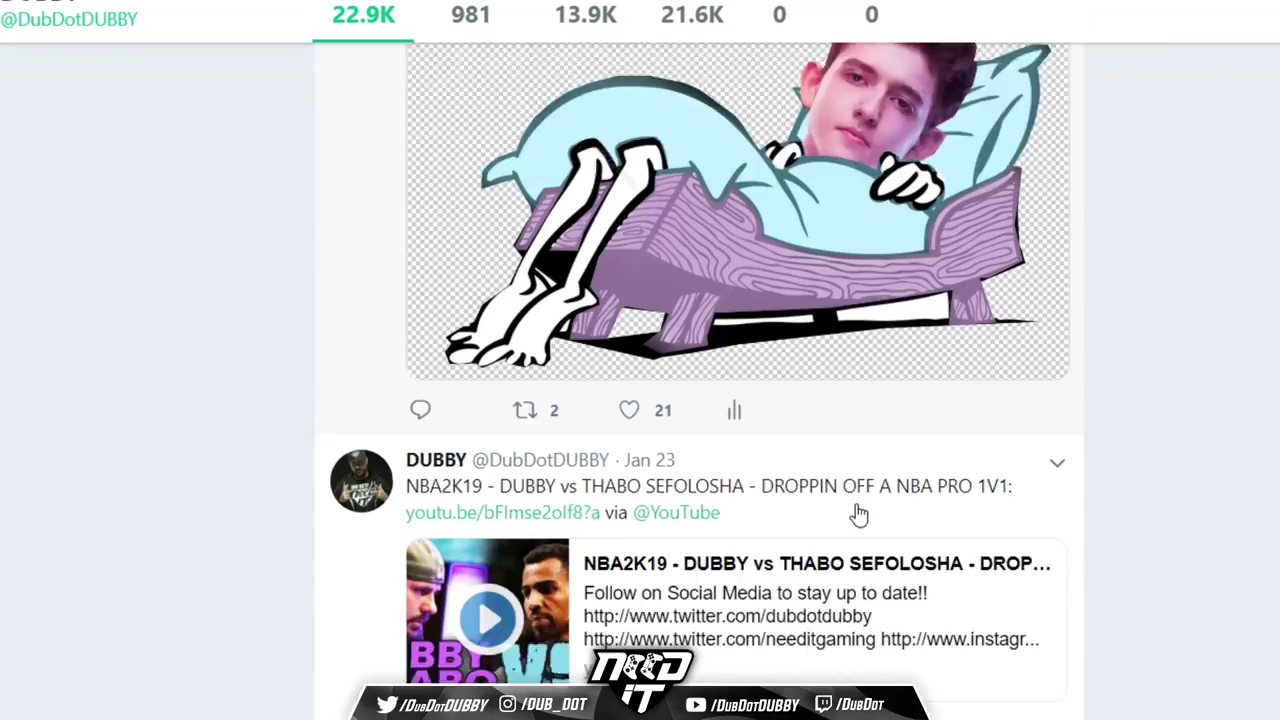 @DubDotDUBBY
22.9K 981 13.9K 21.6K 0 0
2 21
DUBBY @DubDotDUBBY · Jan 23
NBA2K19 - DUBBY vs THABO SEFOLOSHA - DROPPIN OFF A NBA PRO 1V1:
youtu.be/bFImse2oIf8?a via @YouTube
NBA2K19 - DUBBY vs THABO SEFOLOSHA - DROP...
Follow on Social Media to stay up to date!!
http://www.twitter.com/dubdotdubby
http://www.twitter.com/needitgaming http://www.instagr...
BBY VS
NEED
IT
/DubDotDUBBY /DUB_DOT /DubDotDUBBY /DubDot